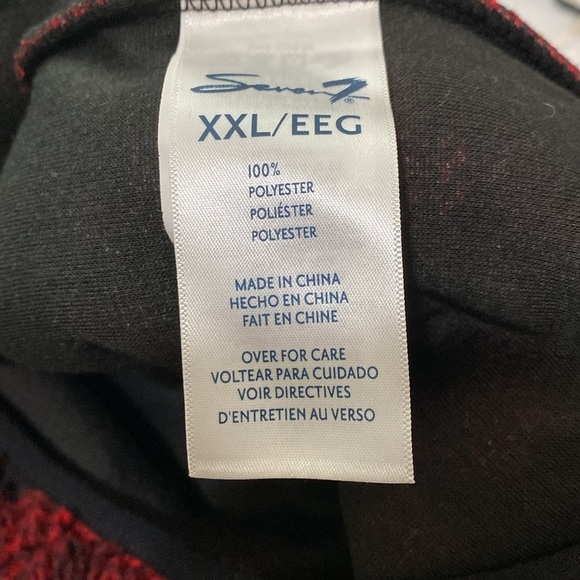 Seven7®
XXL/EEG
100%
POLYESTER
POLIÉSTER
POLYESTER
MADE IN CHINA
HECHO EN CHINA
FAIT EN CHINE
OVER FOR CARE
VOLTEAR PARA CUIDADO
VOIR DIRECTIVES
D'ENTRETIEN AU VERSO